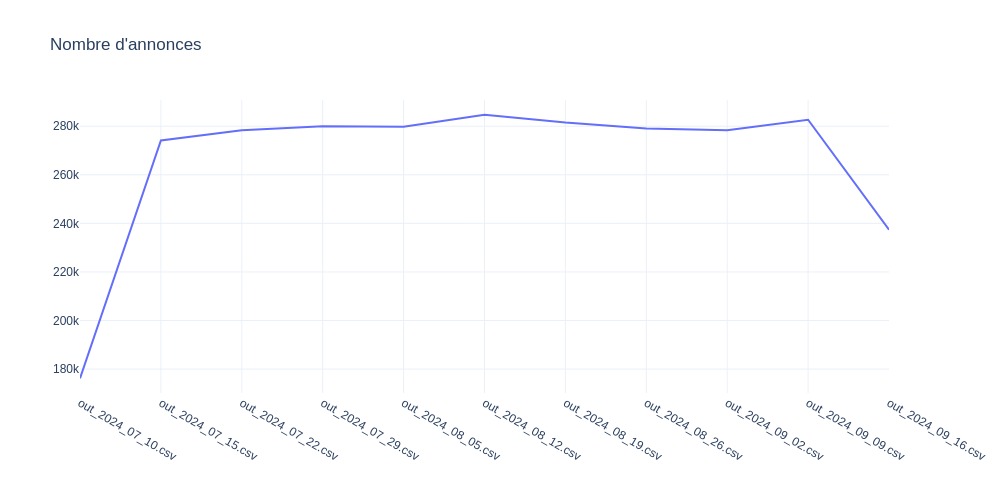 Nombre d'annonces
280k
260k
240k
220k
200k
180k
out_2024_07_10.csv
out_2024_07_15.csv
out_2024_07_22.csv
out_2024_07_29.csv
out_2024_08_05.csv
out_2024_08_12.csv
out_2024_08_19.csv
out_2024_08_26.csv
out_2024_09_02.csv
out_2024_09_09.csv
out_2024_09_16.csv